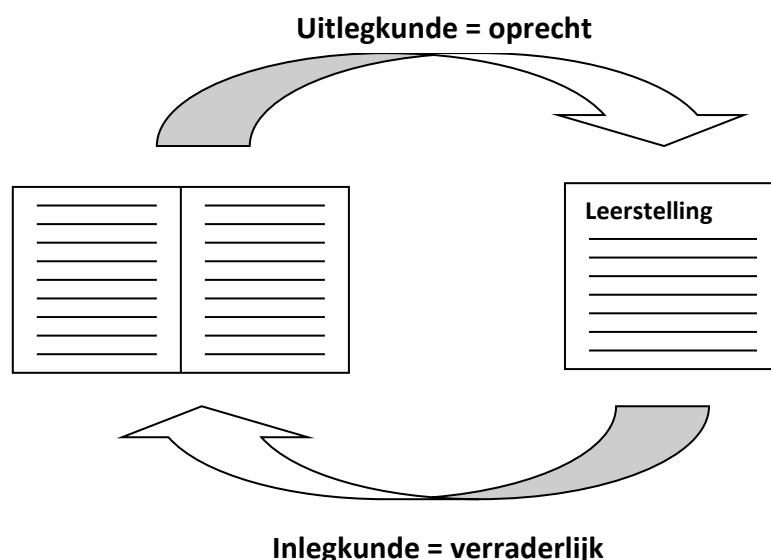 Uitlegkunde = oprecht
Leerstelling
Inlegkunde = verraderlijk